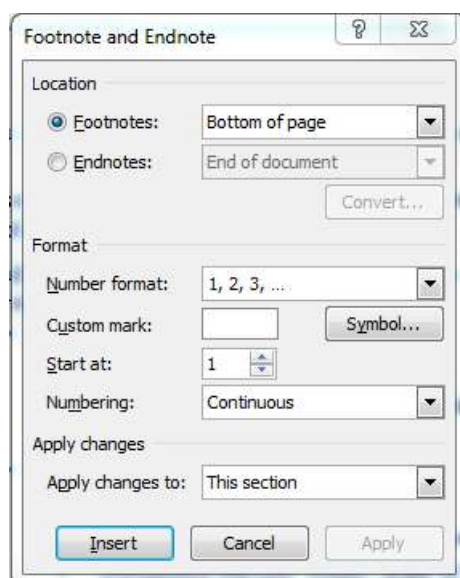 Footnote and Endnote
Location
Footnotes: Bottom of page
Endnotes: End of document
Convert...
Format
Number format: 1, 2, 3, ...
Custom mark: Symbol...
Start at: 1
Numbering: Continuous
Apply changes
Apply changes to: This section
Insert Cancel Apply